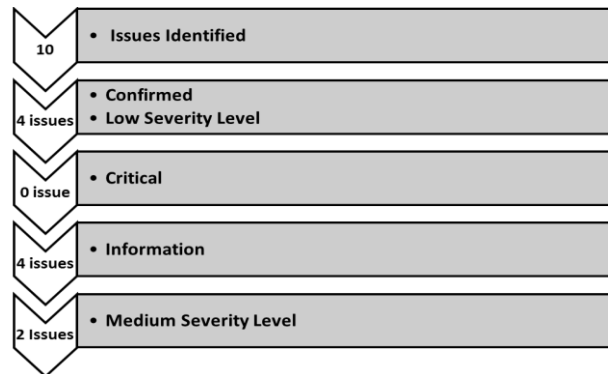 10
• Issues Identified
4 issues
• Confirmed
• Low Severity Level
0 issue
• Critical
4 issues
• Information
2 Issues
• Medium Severity Level